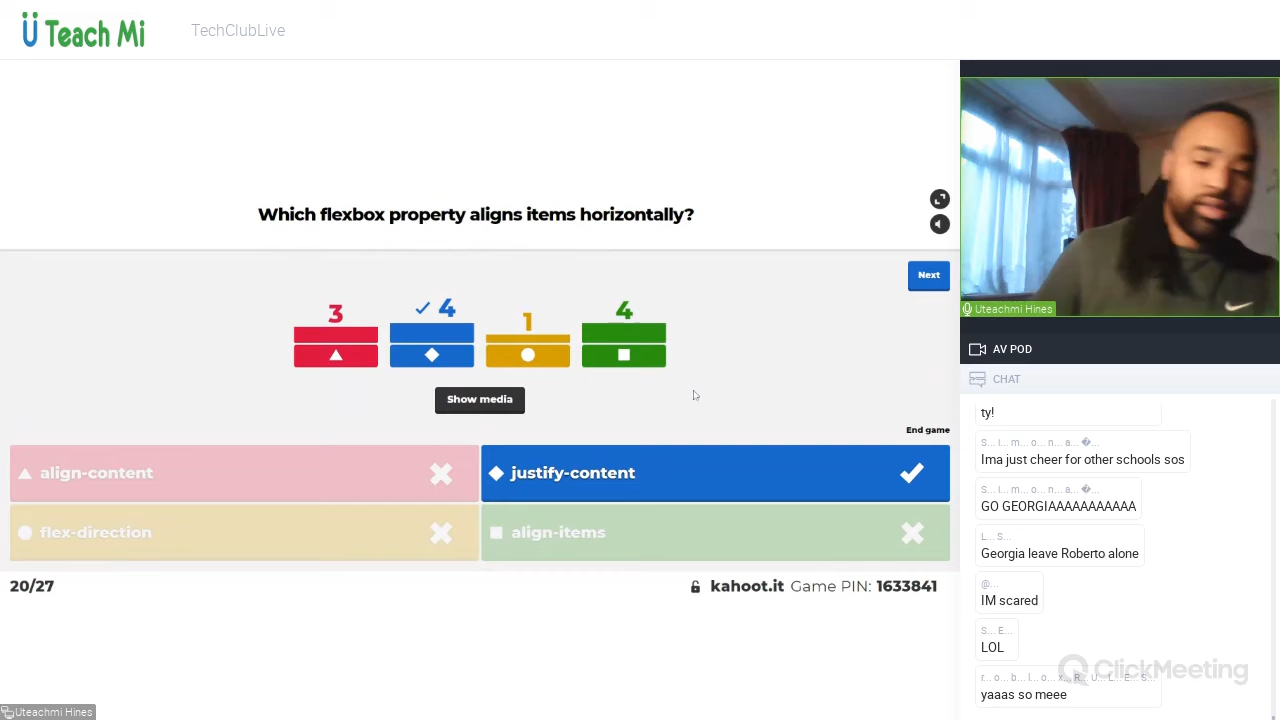 Ü Teach Mi
TechClubLive
Which flexbox property aligns items horizontally?
Next
3
4
1
4
Show media
End game
align-content
justify-content
flex-direction
align-items
20/27
kahoot.it Game PIN: 1633841
Uteachmi Hines
Uteachmi Hines
AV POD
CHAT
ty!
S... i... m... o... n... a... �...
Ima just cheer for other schools sos
S... i... m... o... n... a... �...
GO GEORGIAAAAAAAAAAA
L... S...
Georgia leave Roberto alone
@...
IM scared
S... E...
LOL
r... o... b... l... o... x... R... U... L... E... S...
yaaas so meee
ClickMeeting